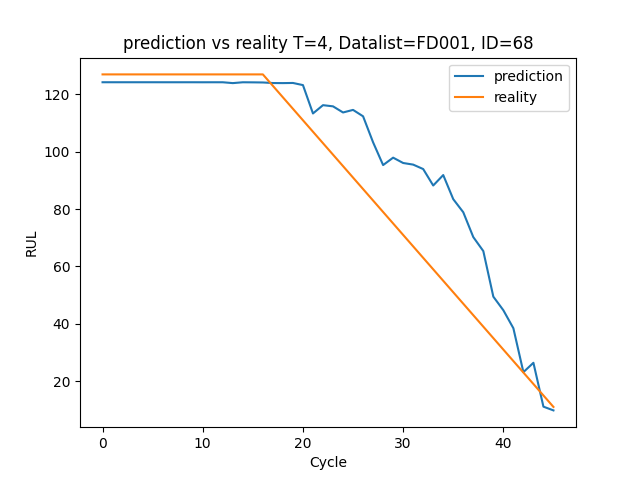 prediction vs reality T=4, Datalist=FD001, ID=68
prediction
reality
120
100
80
60
40
20
RUL
0
10
20
30
40
Cycle